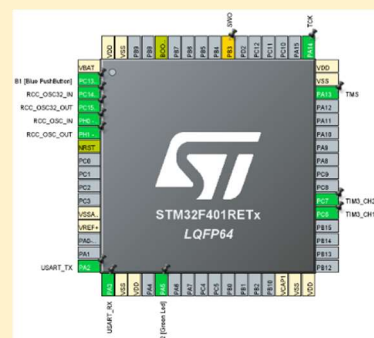 SWO
TCK
VDD
VSS
PB9
PB8
BOO...
PB7
PB6
PB5
PB4
PB3
PD2
PC12
PC11
PC10
PA15
PA14
VBAT
B1 [Blue PushButton]
PC13...
RCC_OSC32_IN
PC14...
RCC_OSC32_OUT
PC15...
RCC_OSC_IN
PH0 -...
RCC_OSC_OUT
PH1 -...
NRST
PC0
PC1
PC2
PC3
VSSA...
VREF+
PA0-...
PA1
USART_TX
PA2
STM32F401RETx
LQFP64
VDD
VSS
PA13
TMS
PA12
PA11
PA10
PA9
PA8
PC9
PC8
PC7
TIM3_CH2
PC6
TIM3_CH1
PB15
PB14
PB13
PB12
PA3
VSS
VDD
PA4
PA5
PA6
PA7
PC4
PC5
PB0
PB1
PB2
PB10
VCAP1
VSS
VDD
USART_RX
[Green Led]